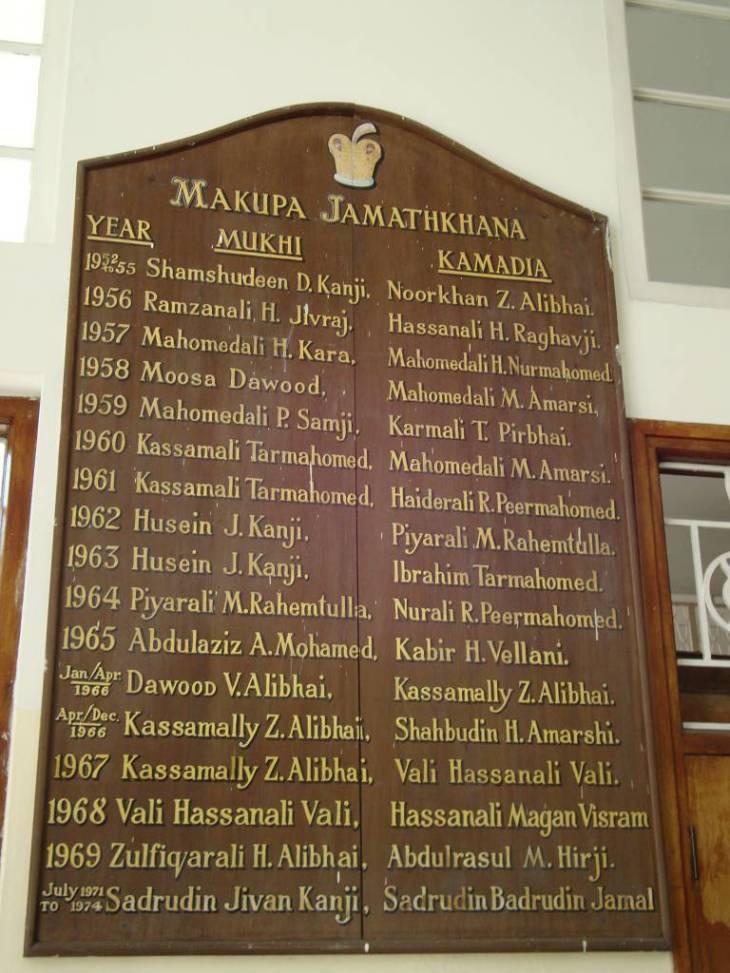 MAKUPA JAMATHKHANA
YEAR MUKHI KAMADIA
1952 TO 55 Shamshudeen D. Kanji. Noorkhan Z. Alibhai.
1956 Ramzanali. H. Jivraj. Hassanali H. Raghavji.
1957 Mahomedali H. Kara, Mahomedali H. Nurmahomed
1958 Moosa Dawood, Mahomedali M. Amarsi,
1959 Mahomedali P. Samji. Karmali T. Pirbhai.
1960 Kassamali Tarmahomed. Mahomedali M. Amarsi.
1961 Kassamali Tarmahomed. Haiderali R. Peermahomed.
1962 Husein J. Kanji, Piyarali .M. Rahemtulla.
1963 Husein J. Kanji, Ibrahim Tarmahomed.
1964 Piyarali M. Rahemtulla, Nurali R. Peermahomed.
1965 Abdulaziz A. Mohamed, Kabir H. Vellani.
Jan/Apr. 1966 Dawood V. Alibhai, Kassamally Z. Alibhai.
Apr/Dec. 1966 Kassamally Z. Alibhai, Shahbudin H. Amarshi.
1967 Kassamally Z. Alibhai, Vali Hassanali Vali.
1968 Vali Hassanali Vali, Hassanali Magan Visram
1969 Zulfiqarali H. Alibhai, Abdulrasul M. Hirji.
July 1971 TO 1974 Sadrudin Jivan Kanji, Sadrudin Badrudin Jamal